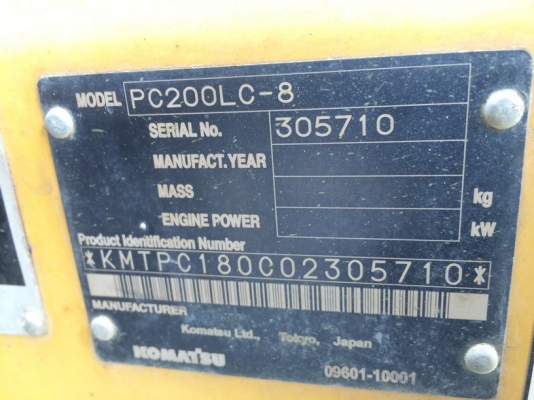 MODEL PC200LC-8
SERIAL No. 305710
MANUFACT. YEAR
MASS kg
ENGINE POWER kW
Product Identification Number
*KMTPC180C02305710*
MANUFACTURER
Komatsu Ltd., Tokyo, Japan
KOMATSU 09601-10001